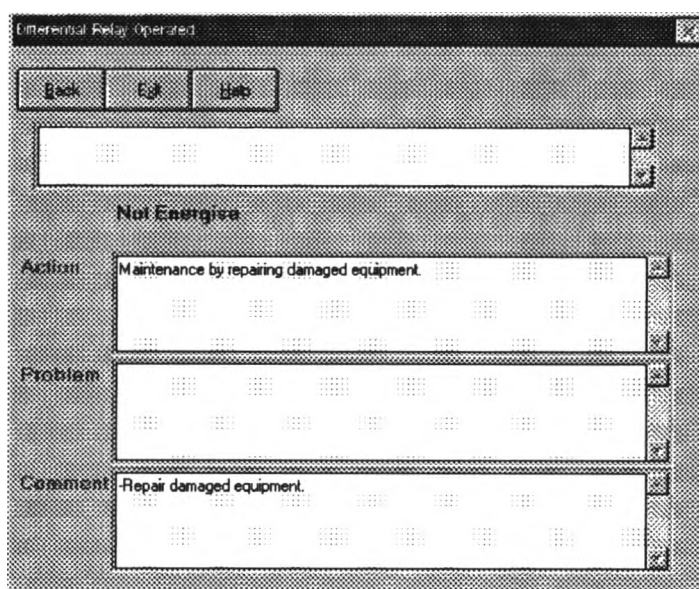 Differential Relay Operated
Back Exit Help
Not Energise
Action
Maintenance by repairing damaged equipment.
Problem
Comment
-Repair damaged equipment.